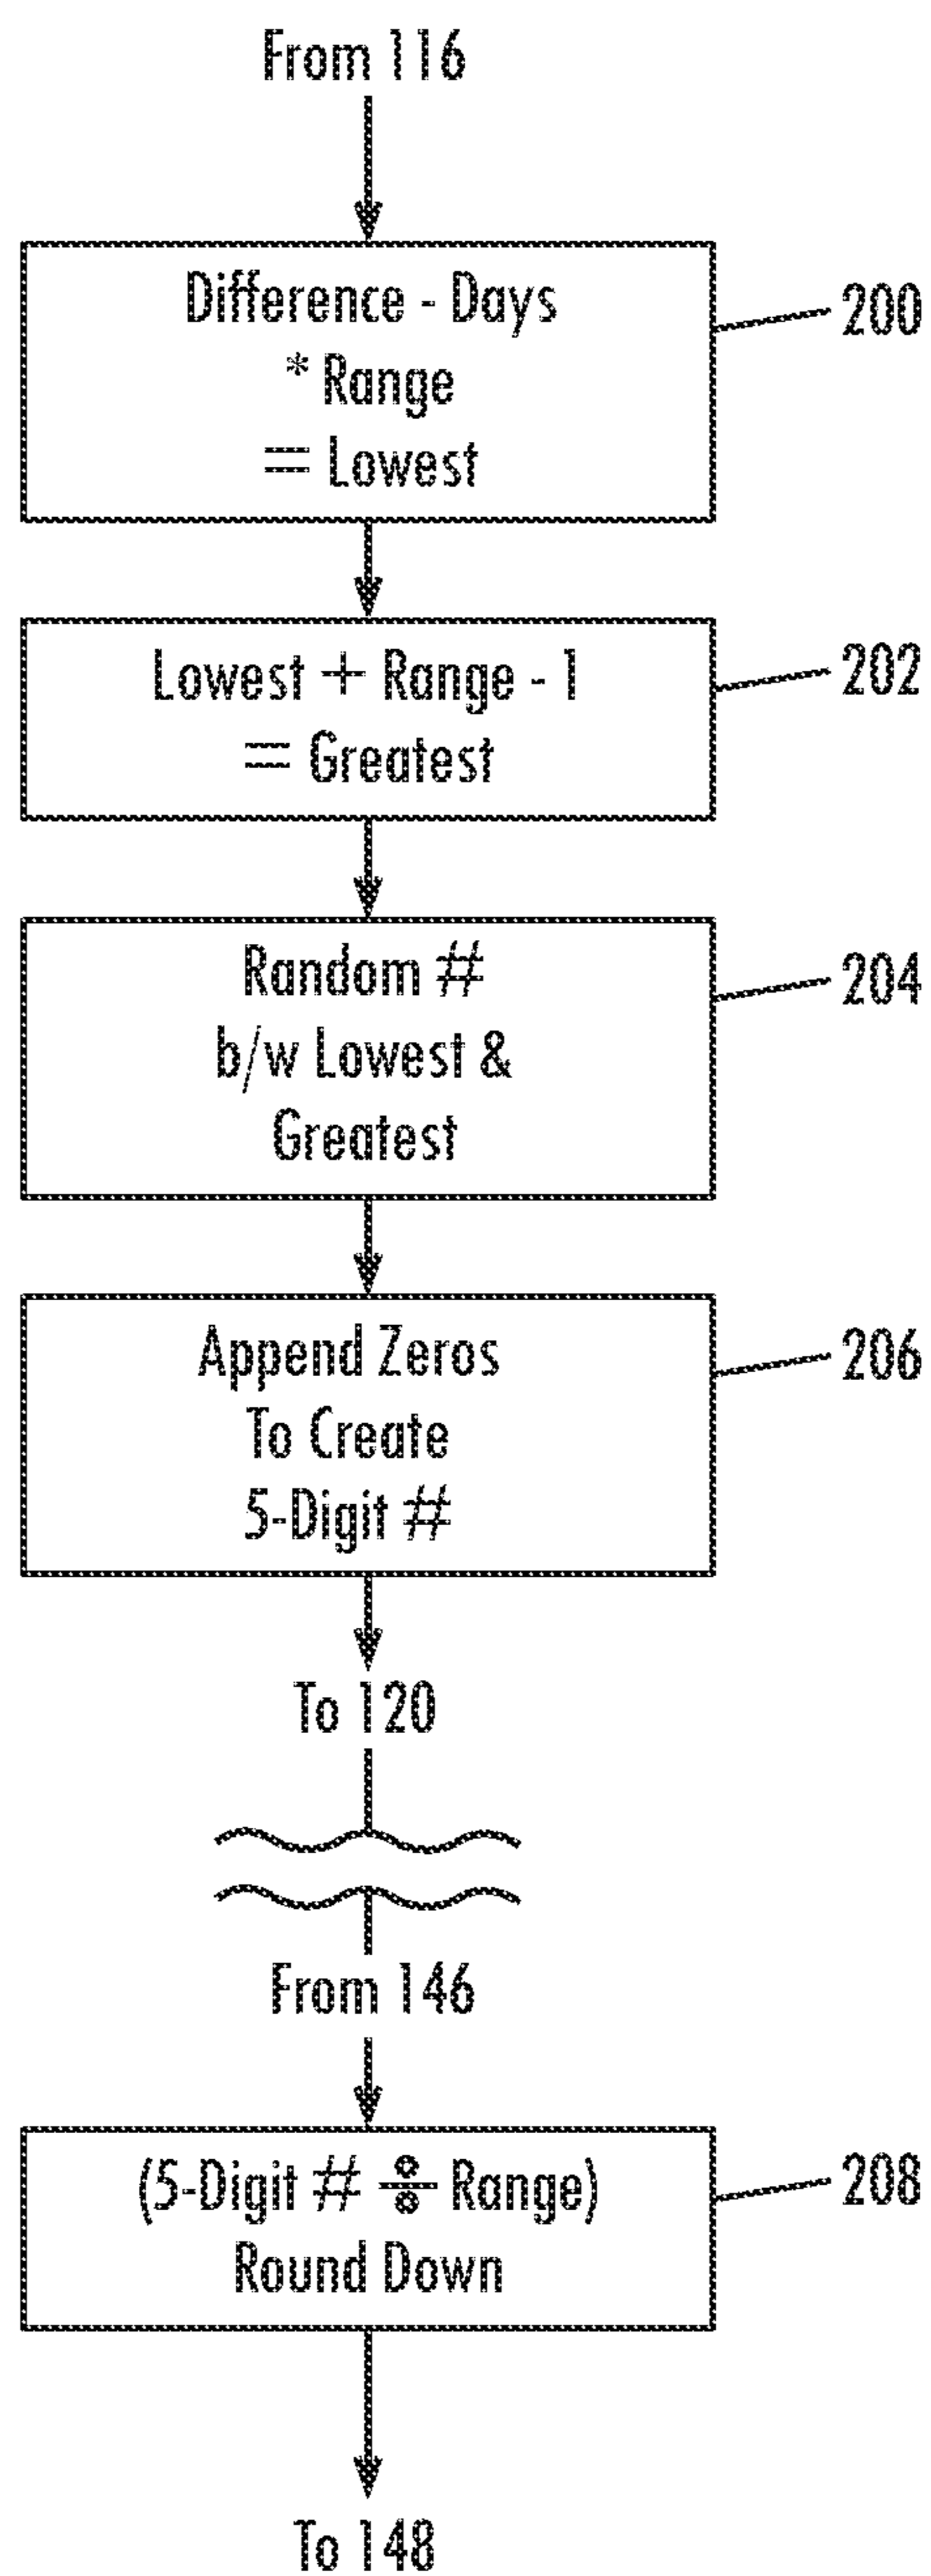 From 116
Difference - Days
* Range
= Lowest
200
Lowest + Range - 1
= Greatest
202
Random #
b/w Lowest &
Greatest
204
Append Zeros
To Create
5-Digit #
206
To 120
From 146
(5-Digit # ÷ Range)
Round Down
208
To 148